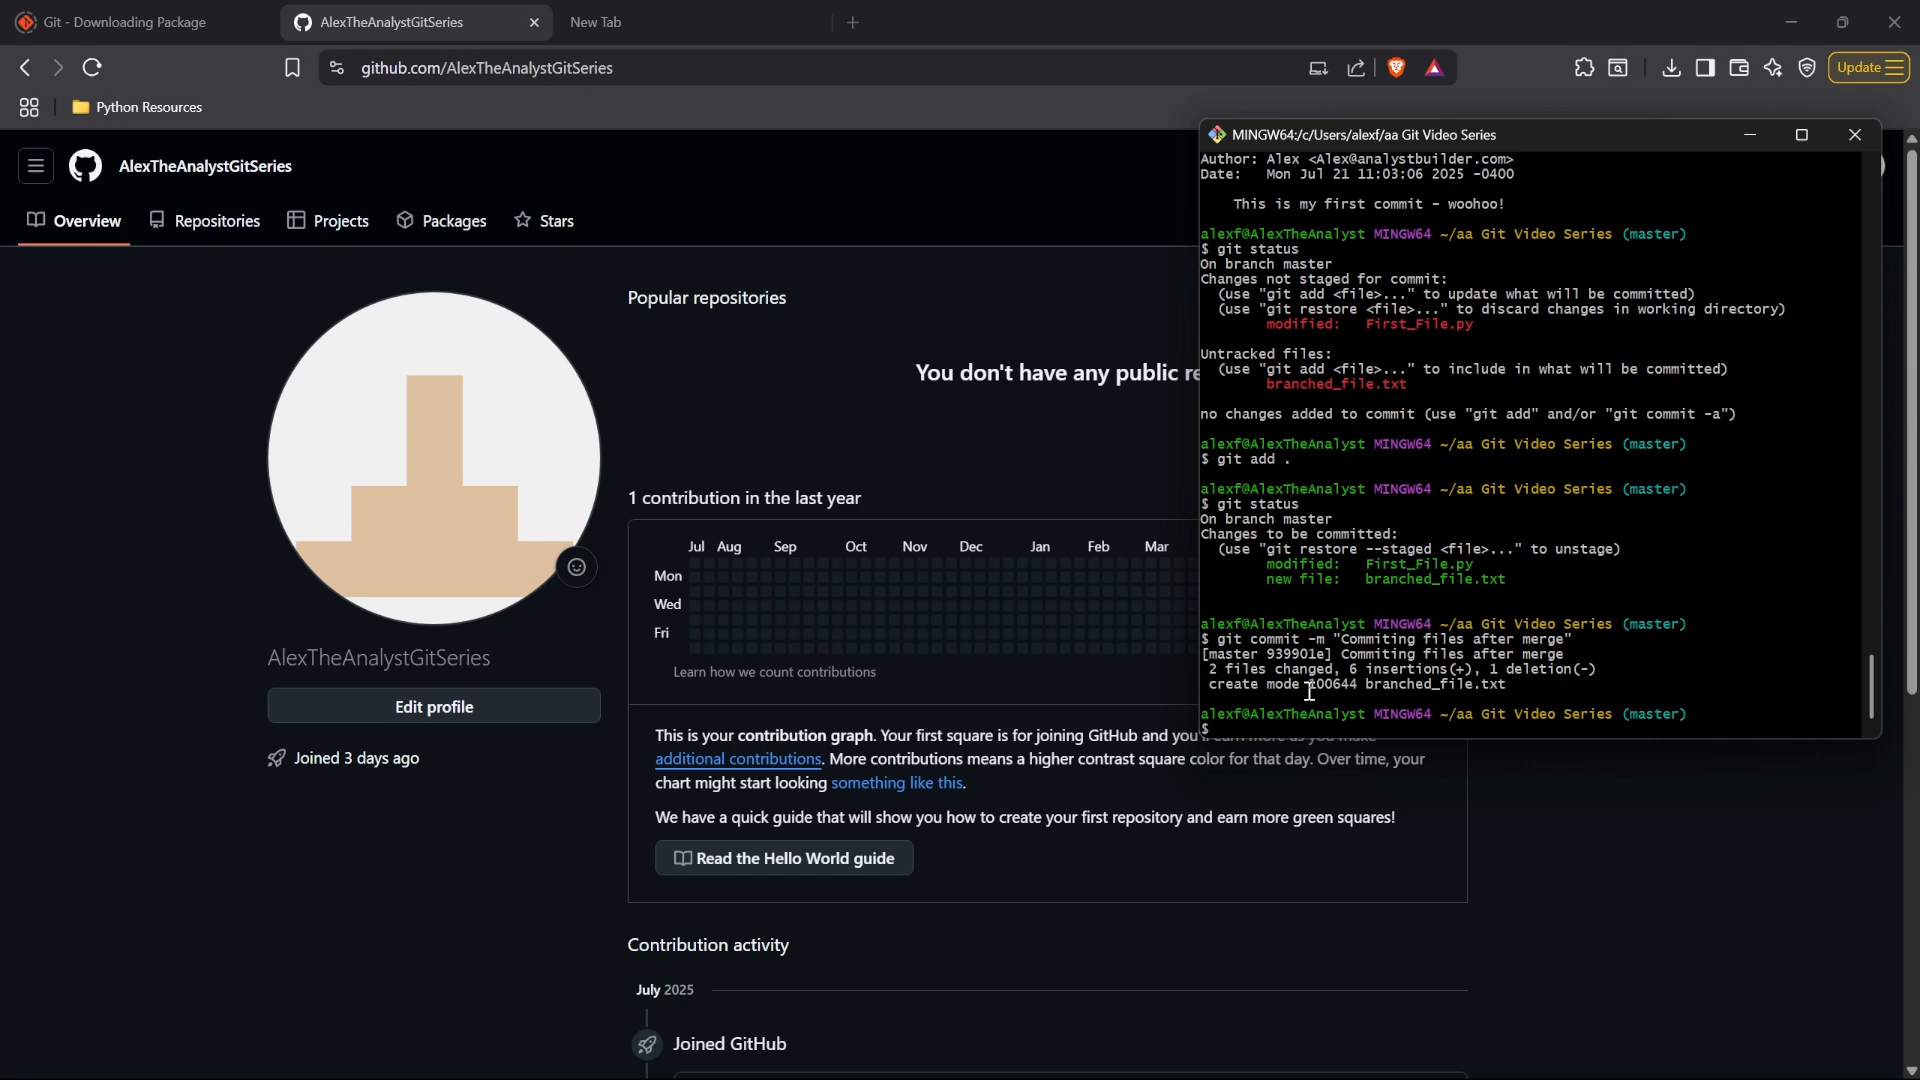 Git - Downloading Package
AlexTheAnalystGitSeries
New Tab
github.com/AlexTheAnalystGitSeries
Update
Python Resources
AlexTheAnalystGitSeries
Overview
Repositories
Projects
Packages
Stars
Popular repositories
You don't have any public re
1 contribution in the last year
Jul Aug Sep Oct Nov Dec Jan Feb Mar
Mon
Wed
Fri
Learn how we count contributions
AlexTheAnalystGitSeries
Edit profile
Joined 3 days ago
This is your contribution graph. Your first square is for joining GitHub and you'll earn more as you make
additional contributions. More contributions means a higher contrast square color for that day. Over time, your
chart might start looking something like this.
We have a quick guide that will show you how to create your first repository and earn more green squares!
Read the Hello World guide
Contribution activity
July 2025
Joined GitHub
MINGW64:/c/Users/alexf/aa Git Video Series
Author: Alex <Alex@analystbuilder.com>
Date:   Mon Jul 21 11:03:06 2025 -0400
This is my first commit - woohoo!
alexf@AlexTheAnalyst MINGW64 ~/aa Git Video Series (master)
$ git status
On branch master
Changes not staged for commit:
(use "git add <file>..." to update what will be committed)
(use "git restore <file>..." to discard changes in working directory)
modified:   First_File.py
Untracked files:
(use "git add <file>..." to include in what will be committed)
branched_file.txt
no changes added to commit (use "git add" and/or "git commit -a")
alexf@AlexTheAnalyst MINGW64 ~/aa Git Video Series (master)
$ git add .
alexf@AlexTheAnalyst MINGW64 ~/aa Git Video Series (master)
$ git status
On branch master
Changes to be committed:
(use "git restore --staged <file>..." to unstage)
modified:   First_File.py
new file:   branched_file.txt
alexf@AlexTheAnalyst MINGW64 ~/aa Git Video Series (master)
$ git commit -m "Commiting files after merge"
[master 939901e] Commiting files after merge
2 files changed, 6 insertions(+), 1 deletion(-)
create mode 100644 branched_file.txt
alexf@AlexTheAnalyst MINGW64 ~/aa Git Video Series (master)
$